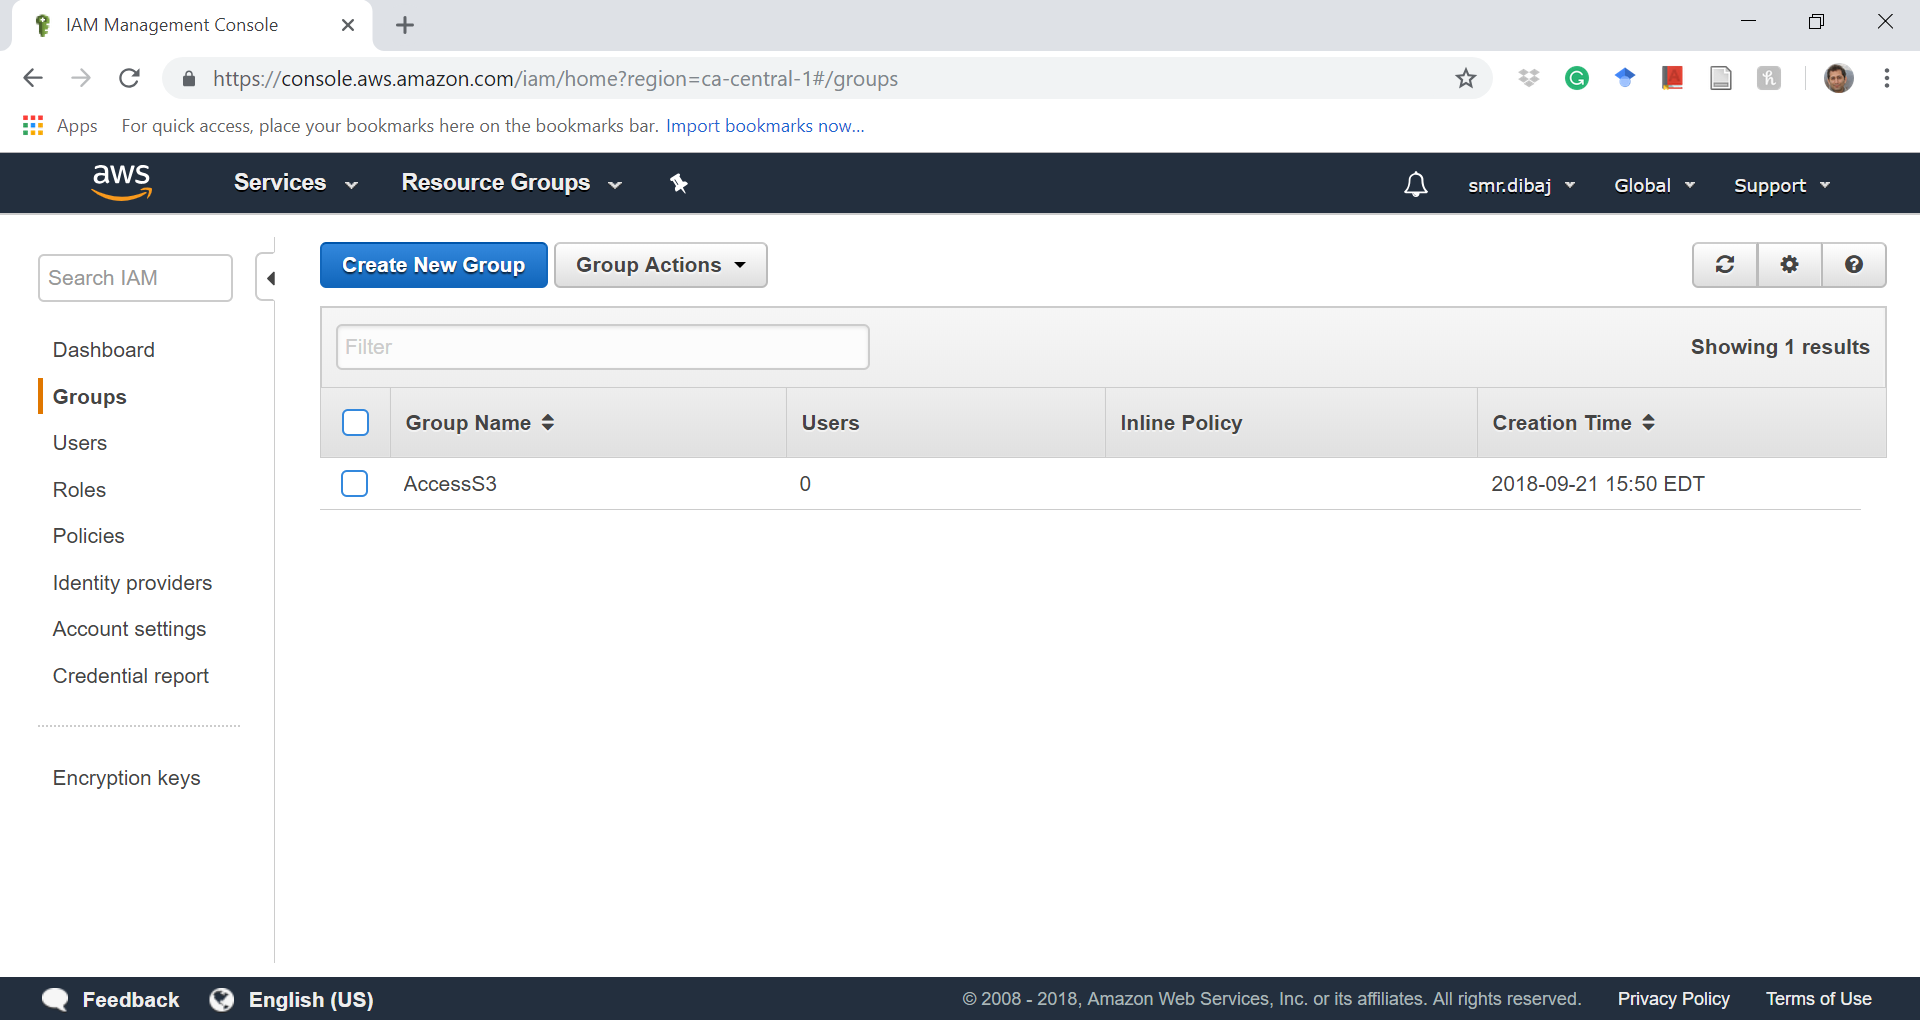 IAM Management Console
https://console.aws.amazon.com/iam/home?region=ca-central-1#/groups
Apps For quick access, place your bookmarks here on the bookmarks bar. Import bookmarks now...
aws Services Resource Groups smr.dibaj Global Support
Search IAM
Create New Group Group Actions
Filter
Showing 1 results
Dashboard
Groups
Users
Roles
Policies
Identity providers
Account settings
Credential report
Encryption keys
Group Name Users Inline Policy Creation Time
AccessS3 0 2018-09-21 15:50 EDT
Feedback English (US) © 2008 - 2018, Amazon Web Services, Inc. or its affiliates. All rights reserved. Privacy Policy Terms of Use